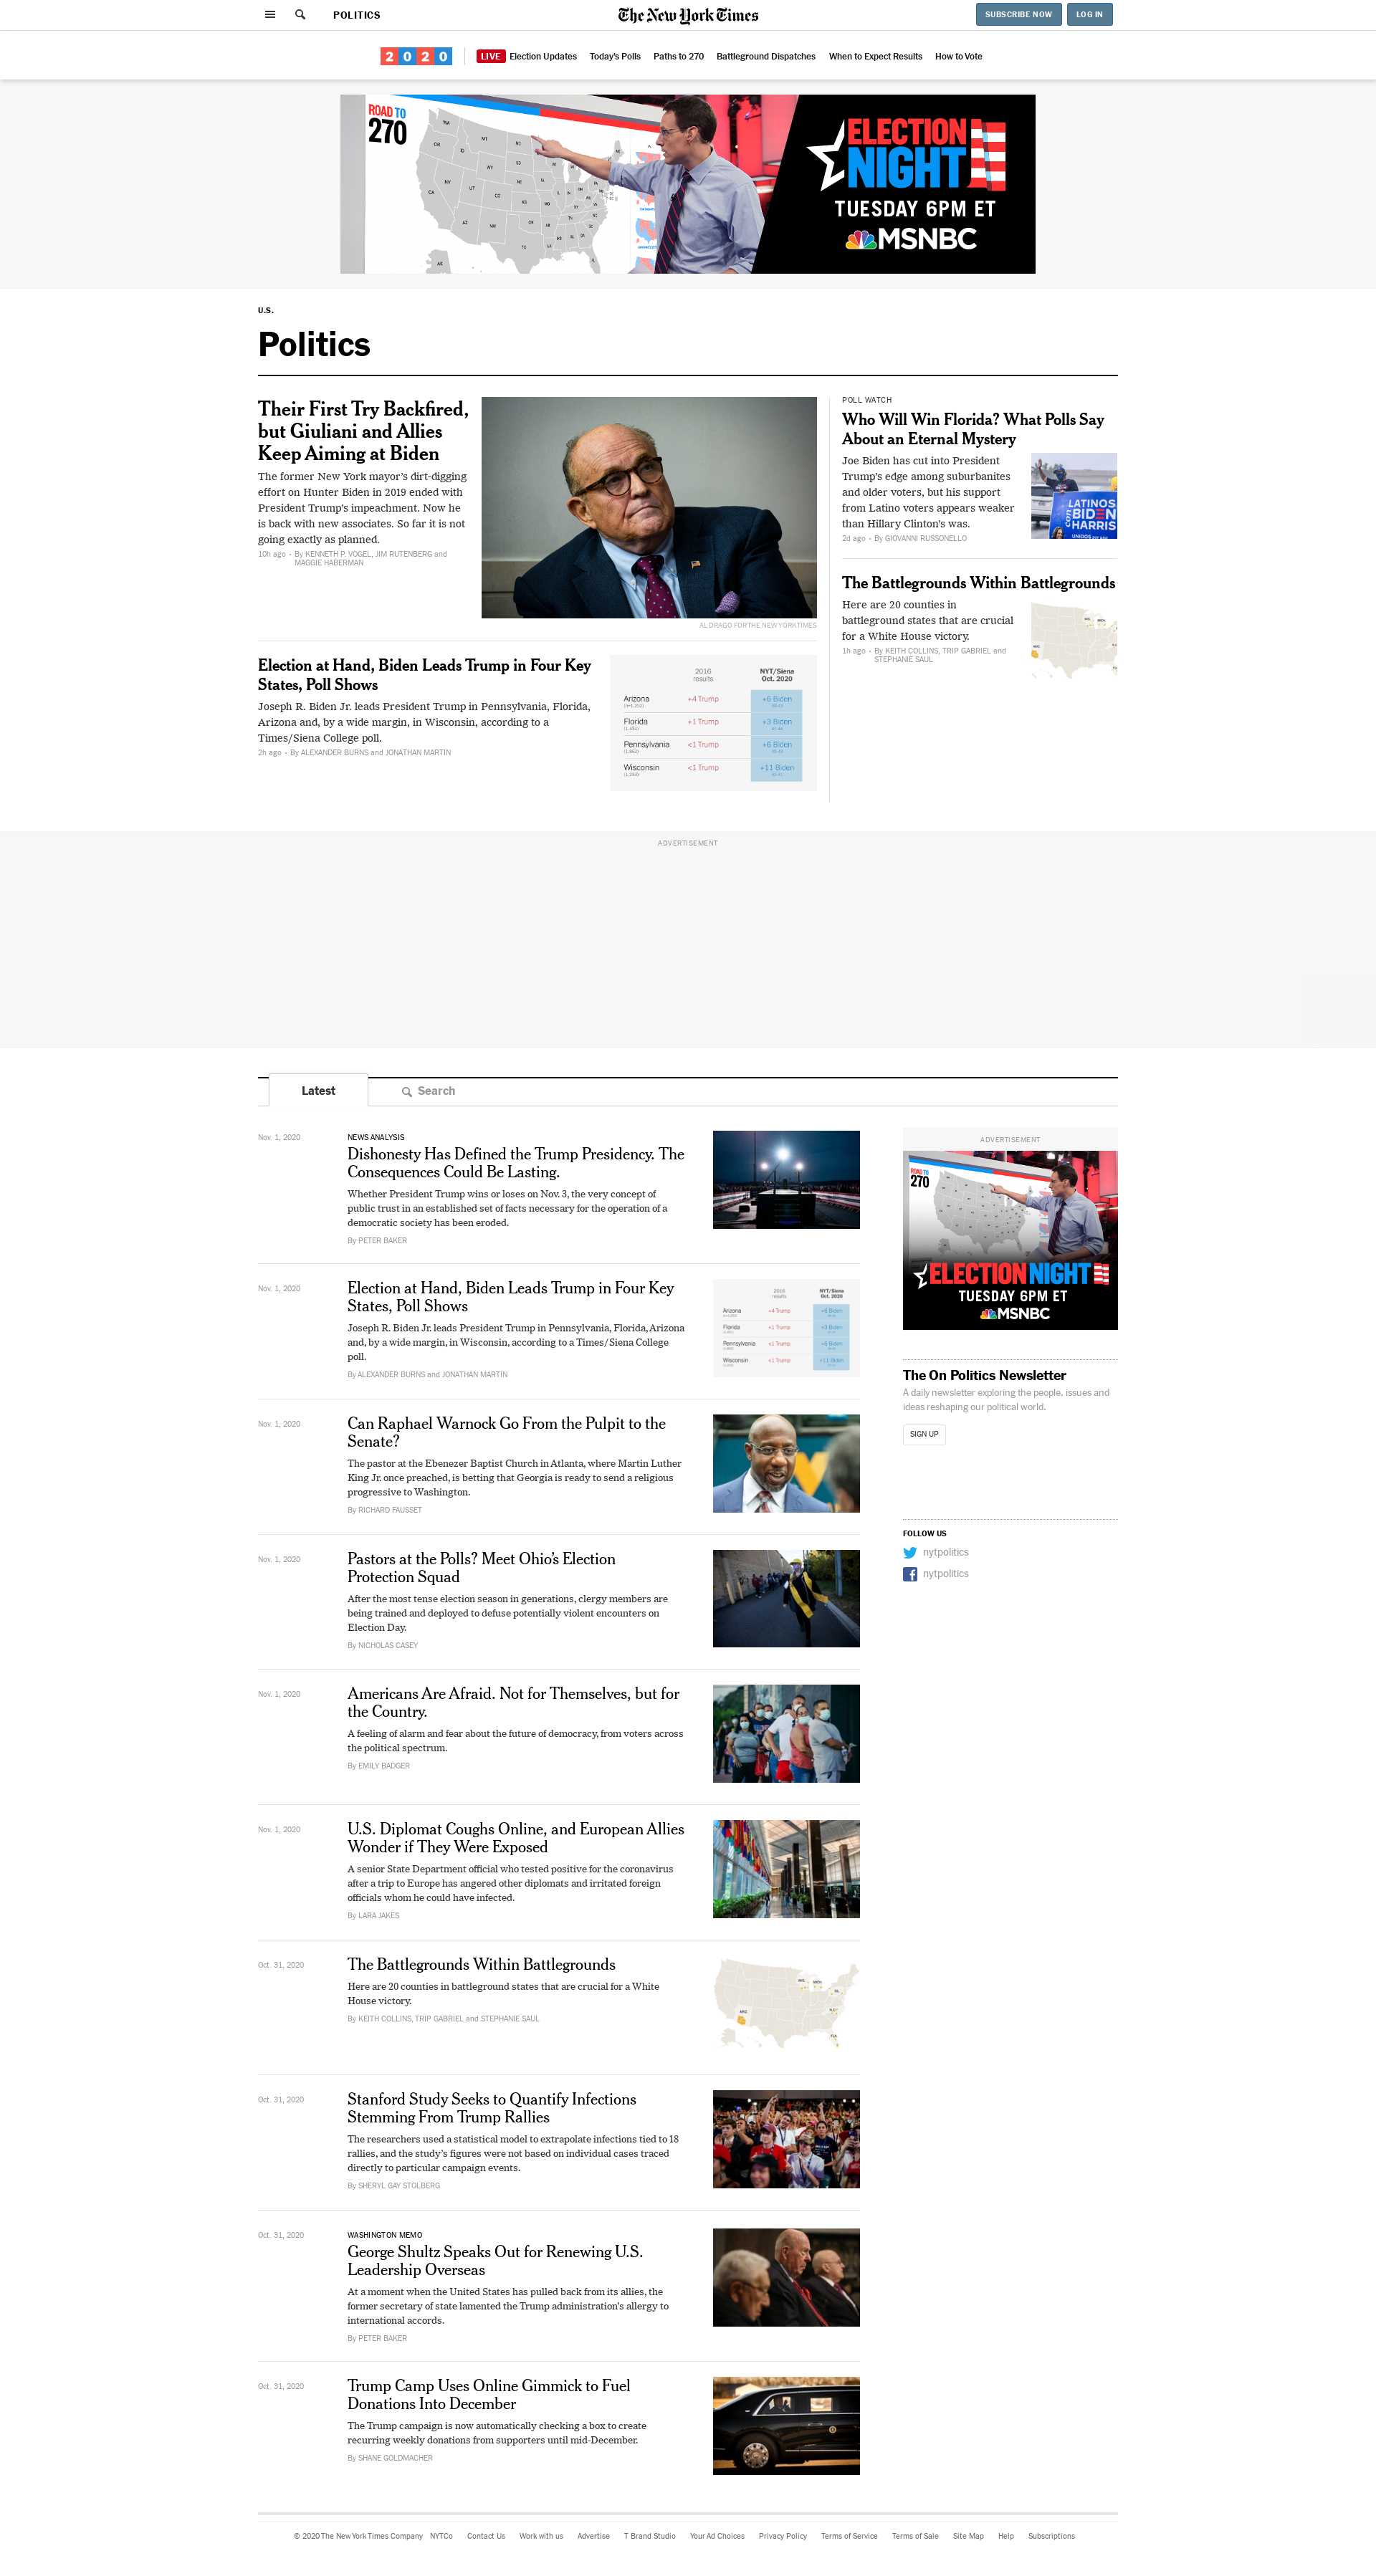 POLITICS
The New York Times
SUBSCRIBE NOW
LOG IN
2020
LIVE Election Updates
Today's Polls
Paths to 270
Battleground Dispatches
When to Expect Results
How to Vote
ROAD TO
270
ELECTION
NIGHT
TUESDAY 6PM ET
MSNBC
U.S.
Politics
Their First Try Backfired,
but Giuliani and Allies
Keep Aiming at Biden
The former New York mayor's dirt-digging
effort on Hunter Biden in 2019 ended with
President Trump's impeachment. Now he
is back with new associates. So far it is not
going exactly as planned.
10h ago • By KENNETH P. VOGEL, JIM RUTENBERG and
MAGGIE HABERMAN
AL DRAGO FOR THE NEW YORK TIMES
Election at Hand, Biden Leads Trump in Four Key
States, Poll Shows
Joseph R. Biden Jr. leads President Trump in Pennsylvania, Florida,
Arizona and, by a wide margin, in Wisconsin, according to a
Times/Siena College poll.
2h ago • By ALEXANDER BURNS and JONATHAN MARTIN
2016
results
NYT/Siena
Oct. 2020
Arizona +4 Trump +6 Biden
Florida +1 Trump +3 Biden
Pennsylvania <1 Trump +6 Biden
Wisconsin <1 Trump +11 Biden
POLL WATCH
Who Will Win Florida? What Polls Say
About an Eternal Mystery
Joe Biden has cut into President
Trump's edge among suburbanites
and older voters, but his support
from Latino voters appears weaker
than Hillary Clinton's was.
2d ago • By GIOVANNI RUSSONELLO
LATINOS
CON
BIDEN
HARRIS
UNIDOS
The Battlegrounds Within Battlegrounds
Here are 20 counties in
battleground states that are crucial
for a White House victory.
1h ago • By KEITH COLLINS, TRIP GABRIEL and
STEPHANIE SAUL
ADVERTISEMENT
Latest
Search
Nov. 1, 2020
NEWS ANALYSIS
Dishonesty Has Defined the Trump Presidency. The
Consequences Could Be Lasting.
Whether President Trump wins or loses on Nov. 3, the very concept of
public trust in an established set of facts necessary for the operation of a
democratic society has been eroded.
By PETER BAKER
Nov. 1, 2020
Election at Hand, Biden Leads Trump in Four Key
States, Poll Shows
Joseph R. Biden Jr. leads President Trump in Pennsylvania, Florida, Arizona
and, by a wide margin, in Wisconsin, according to a Times/Siena College
poll.
By ALEXANDER BURNS and JONATHAN MARTIN
2016
results
NYT/Siena
Oct. 2020
Arizona +4 Trump +6 Biden
Florida +1 Trump +3 Biden
Pennsylvania <1 Trump +6 Biden
Wisconsin <1 Trump +11 Biden
Nov. 1, 2020
Can Raphael Warnock Go From the Pulpit to the
Senate?
The pastor at the Ebenezer Baptist Church in Atlanta, where Martin Luther
King Jr. once preached, is betting that Georgia is ready to send a religious
progressive to Washington.
By RICHARD FAUSSET
Nov. 1, 2020
Pastors at the Polls? Meet Ohio's Election
Protection Squad
After the most tense election season in generations, clergy members are
being trained and deployed to defuse potentially violent encounters on
Election Day.
By NICHOLAS CASEY
Nov. 1, 2020
Americans Are Afraid. Not for Themselves, but for
the Country.
A feeling of alarm and fear about the future of democracy, from voters across
the political spectrum.
By EMILY BADGER
Nov. 1, 2020
U.S. Diplomat Coughs Online, and European Allies
Wonder if They Were Exposed
A senior State Department official who tested positive for the coronavirus
after a trip to Europe has angered other diplomats and irritated foreign
officials whom he could have infected.
By LARA JAKES
Oct. 31, 2020
The Battlegrounds Within Battlegrounds
Here are 20 counties in battleground states that are crucial for a White
House victory.
By KEITH COLLINS, TRIP GABRIEL and STEPHANIE SAUL
Oct. 31, 2020
Stanford Study Seeks to Quantify Infections
Stemming From Trump Rallies
The researchers used a statistical model to extrapolate infections tied to 18
rallies, and the study's figures were not based on individual cases traced
directly to particular campaign events.
By SHERYL GAY STOLBERG
Oct. 31, 2020
WASHINGTON MEMO
George Shultz Speaks Out for Renewing U.S.
Leadership Overseas
At a moment when the United States has pulled back from its allies, the
former secretary of state lamented the Trump administration's allergy to
international accords.
By PETER BAKER
Oct. 31, 2020
Trump Camp Uses Online Gimmick to Fuel
Donations Into December
The Trump campaign is now automatically checking a box to create
recurring weekly donations from supporters until mid-December.
By SHANE GOLDMACHER
ADVERTISEMENT
ROAD TO
270
ELECTION NIGHT
TUESDAY 6PM ET
MSNBC
The On Politics Newsletter
A daily newsletter exploring the people, issues and
ideas reshaping our political world.
SIGN UP
FOLLOW US
nytpolitics
nytpolitics
© 2020 The New York Times Company
NYTCo
Contact Us
Work with us
Advertise
T Brand Studio
Your Ad Choices
Privacy Policy
Terms of Service
Terms of Sale
Site Map
Help
Subscriptions